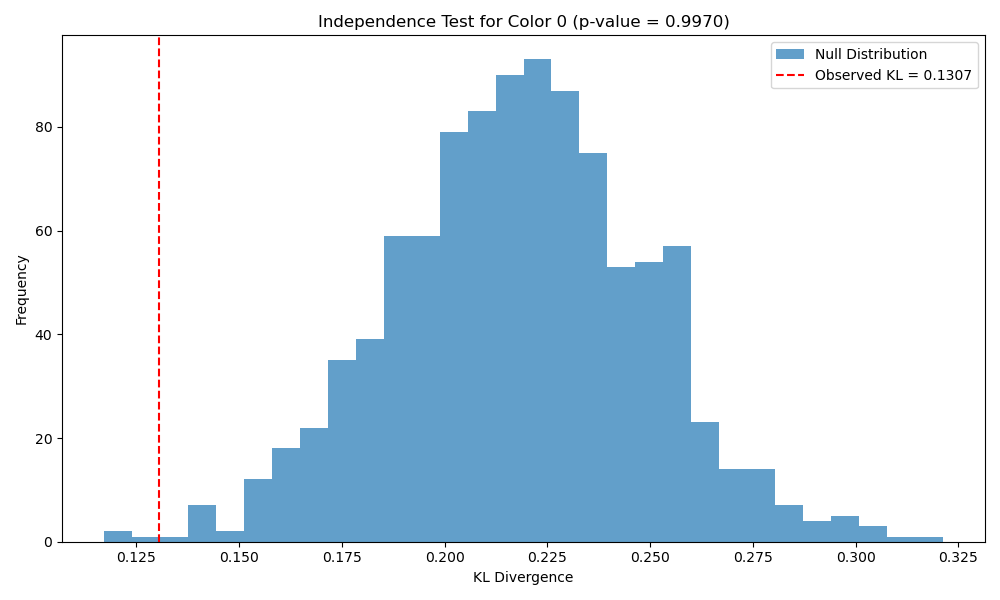 Independence Test for Color 0 (p-value = 0.9970)
Null Distribution
Observed KL = 0.1307
Frequency
80
60
40
20
0
0.125 0.150 0.175 0.200 0.225 0.250 0.275 0.300 0.325
KL Divergence